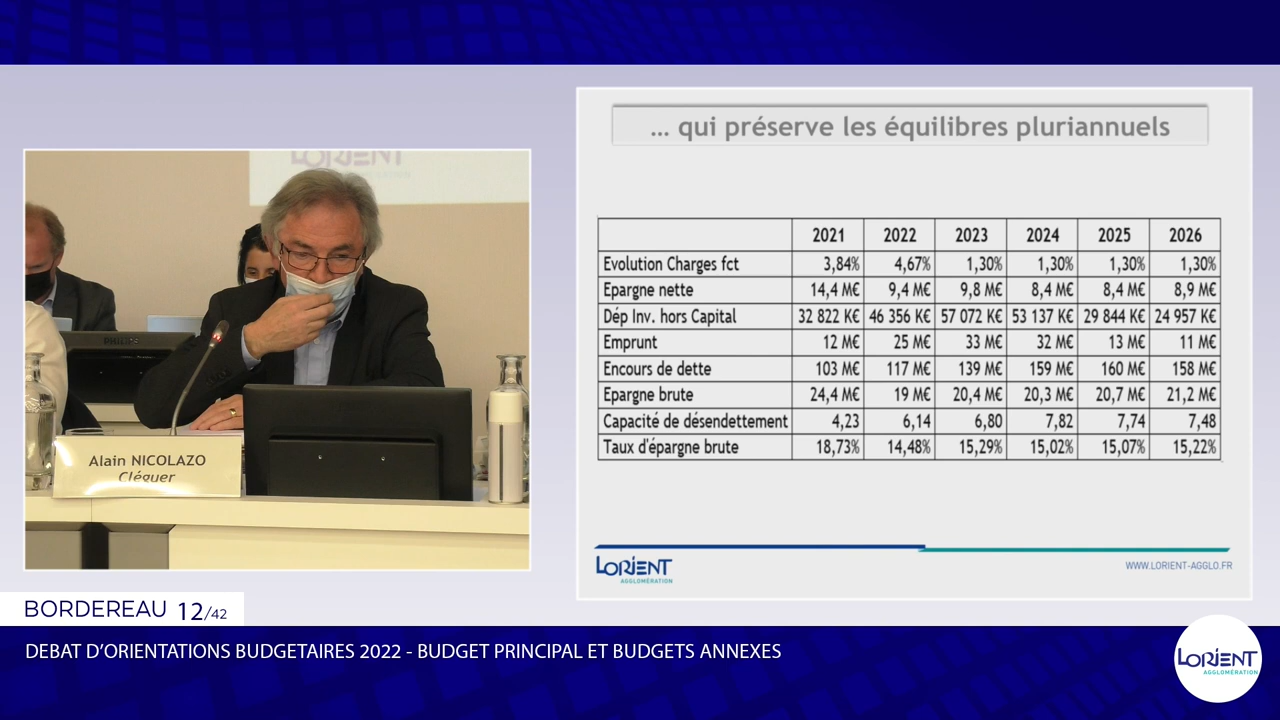 LORIENT
PHILIPS
Alain NICOLAZO
Cléguer
... qui préserve les équilibres pluriannuels
2021 2022 2023 2024 2025 2026
Evolution Charges fct 3,84% 4,67% 1,30% 1,30% 1,30% 1,30%
Epargne nette 14,4 M€ 9,4 M€ 9,8 M€ 8,4 M€ 8,4 M€ 8,9 M€
Dép Inv. hors Capital 32 822 K€ 46 356 K€ 57 072 K€ 53 137 K€ 29 844 K€ 24 957 K€
Emprunt 12 M€ 25 M€ 33 M€ 32 M€ 13 M€ 11 M€
Encours de dette 103 M€ 117 M€ 139 M€ 159 M€ 160 M€ 158 M€
Epargne brute 24,4 M€ 19 M€ 20,4 M€ 20,3 M€ 20,7 M€ 21,2 M€
Capacité de désendettement 4,23 6,14 6,80 7,82 7,74 7,48
Taux d'épargne brute 18,73% 14,48% 15,29% 15,02% 15,07% 15,22%
LORIENT
AGGLOMÉRATION
WWW.LORIENT-AGGLO.FR
BORDEREAU 12/42
DEBAT D'ORIENTATIONS BUDGETAIRES 2022 - BUDGET PRINCIPAL ET BUDGETS ANNEXES
LORIENT
AGGLOMÉRATION